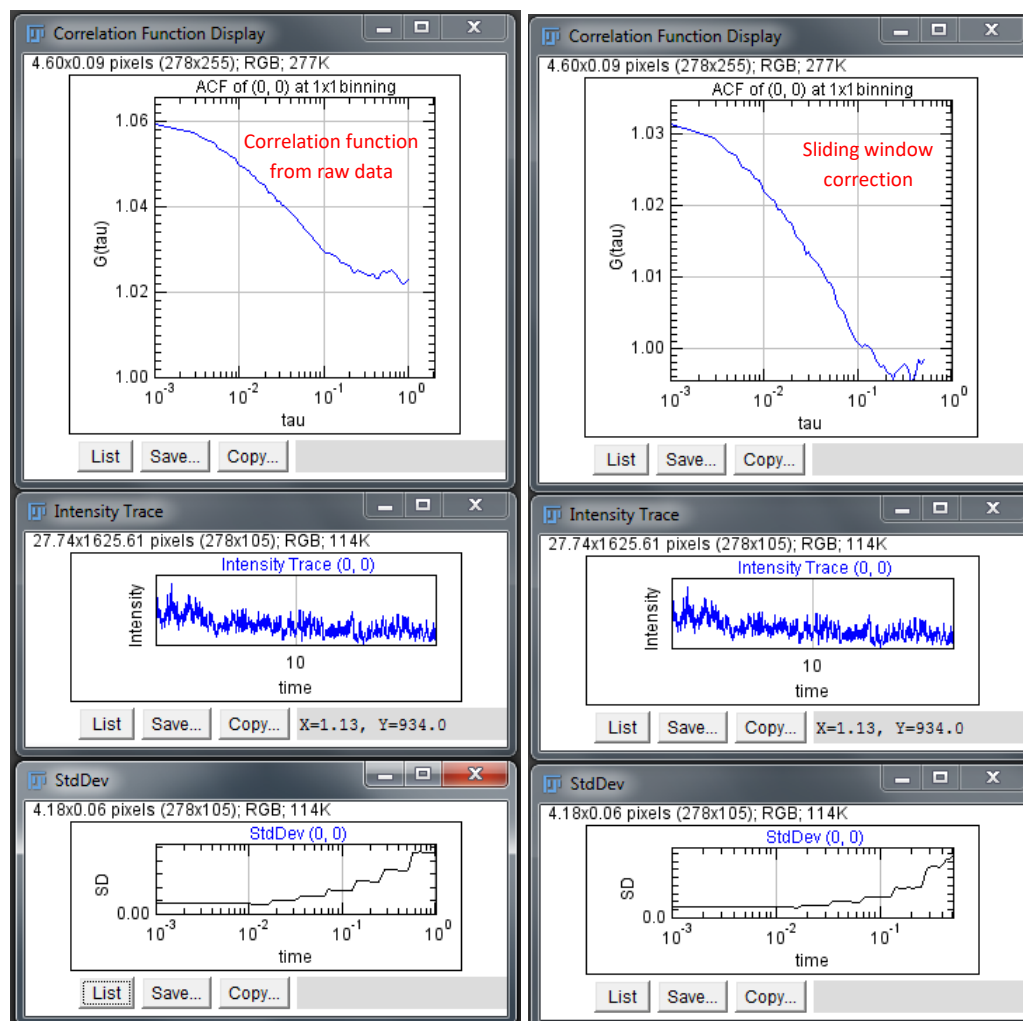 Correlation Function Display
4.60x0.09 pixels (278x255); RGB; 277K
ACF of (0, 0) at 1x1binning
Correlation function
from raw data
1.06
1.04
1.02
1.00
G(tau)
10-3
10-2
10-1
100
tau
List
Save...
Copy...
Intensity Trace
27.74x1625.61 pixels (278x105); RGB; 114K
Intensity Trace (0, 0)
Intensity
10
time
List
Save...
Copy...
X=1.13, Y=934.0
StdDev
4.18x0.06 pixels (278x105); RGB; 114K
StdDev (0, 0)
SD
0.00
10-3
10-2
10-1
100
time
List
Save...
Copy...
Correlation Function Display
4.60x0.09 pixels (278x255); RGB; 277K
ACF of (0, 0) at 1x1binning
Sliding window
correction
1.03
1.02
1.01
1.00
G(tau)
10-3
10-2
10-1
100
tau
List
Save...
Copy...
Intensity Trace
27.74x1625.61 pixels (278x105); RGB; 114K
Intensity Trace (0, 0)
Intensity
10
time
List
Save...
Copy...
X=1.13, Y=934.0
StdDev
4.18x0.06 pixels (278x105); RGB; 114K
StdDev (0, 0)
SD
0.0
10-3
10-2
10-1
time
List
Save...
Copy...